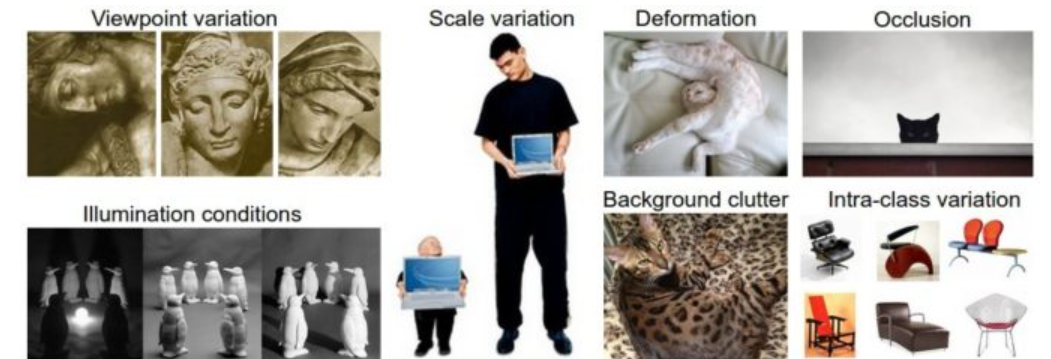 Viewpoint variation
Scale variation
Deformation
Occlusion
Illumination conditions
Background clutter
Intra-class variation